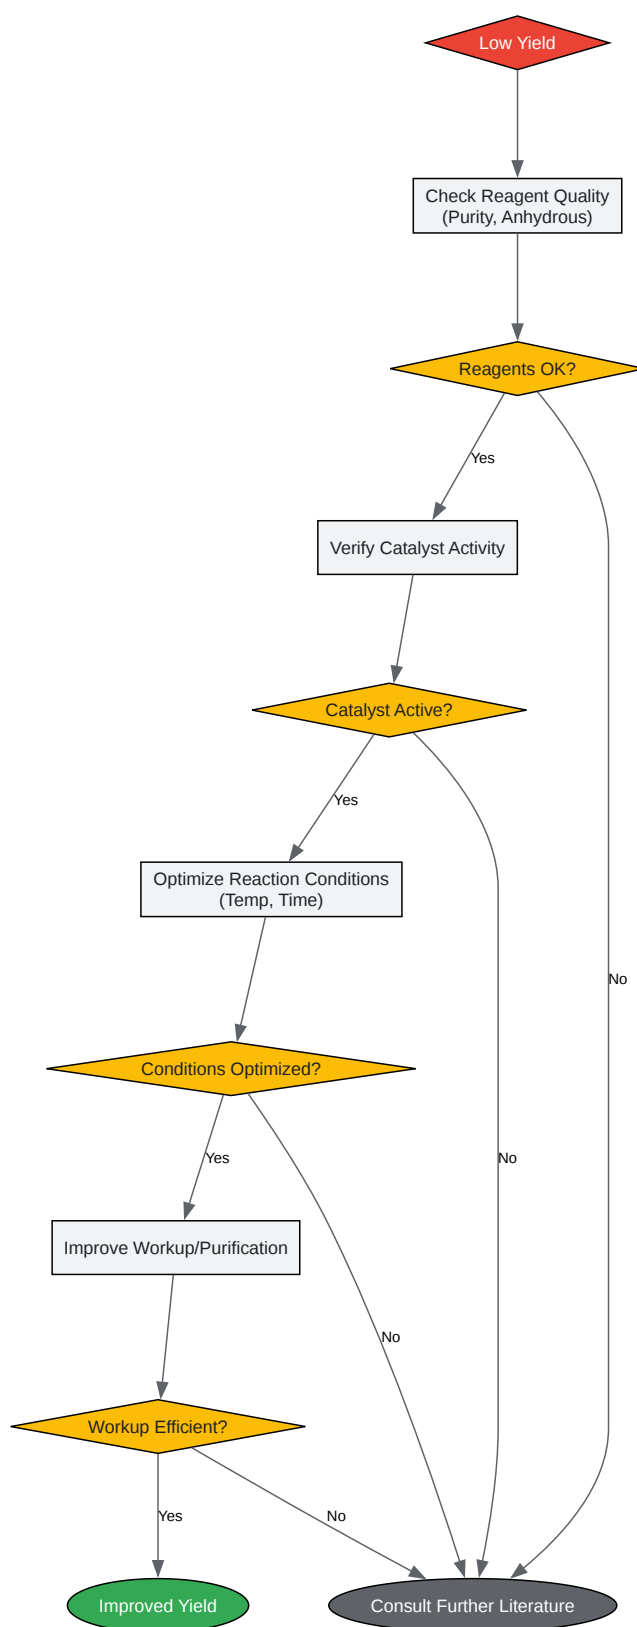 Low Yield
Check Reagent Quality
(Purity, Anhydrous)
Reagents OK?
Yes
Verify Catalyst Activity
Catalyst Active?
Yes
Optimize Reaction Conditions
(Temp, Time)
No
Conditions Optimized?
Yes
No
Improve Workup/Purification
No
Workup Efficient?
Yes
No
Improved Yield
Consult Further Literature